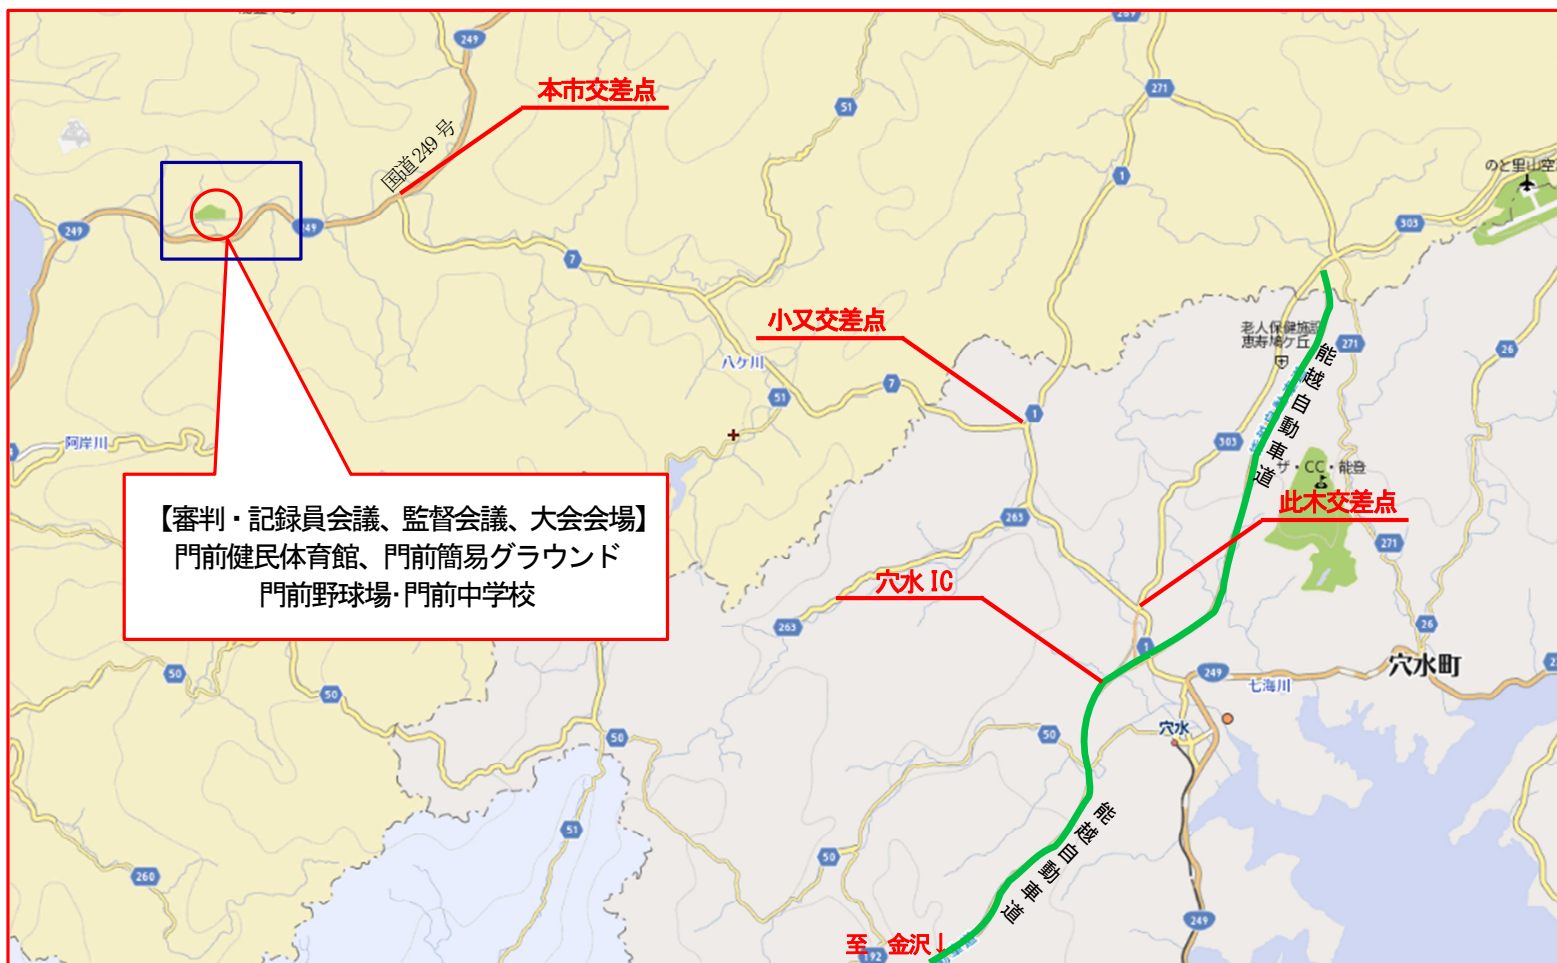 249
本市交差点
51
271
国道249号
1
のと里山空
303
249
249
7
小又交差点
老人保健施設
恵寿鳩ケ丘
271
26
八ケ川
能越自動車道
7
51
1
阿岸川
303
ザ・CC・能登
此木交差点
263
271
【審判・記録員会議、監督会議、大会会場】
門前健民体育館、門前簡易グラウンド
門前野球場･門前中学校
穴水 IC
263
26
1
穴水町
50
249
七海川
50
50
50
穴水
能越自動車道
51
50
260
249
至 金沢↓
192